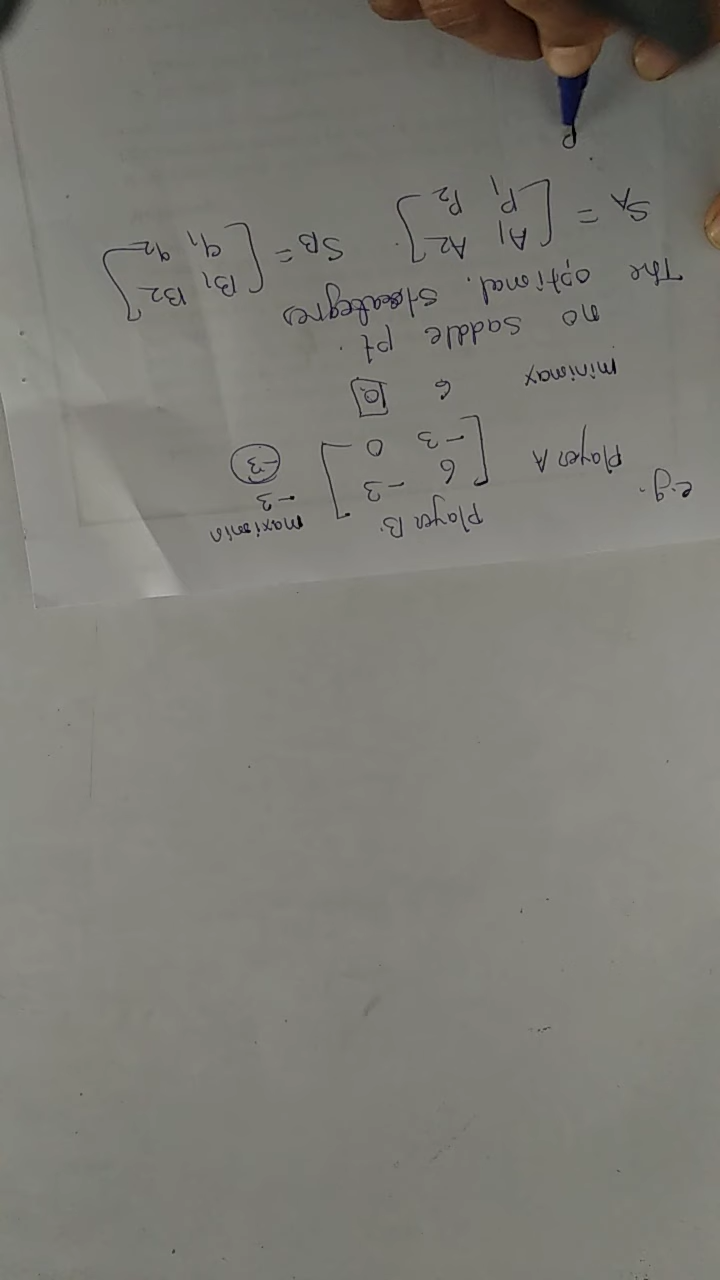 e.g. Player B.
maximin
Player A [ 6 -3 ] -3
[ -3 0 ] (-3)
minimax 6 [0]
no saddle pt.
The optimal.
SA = [ A1 A2 ] SB = [ B1 B2 ]
[ P1 P2 ] [ q1 q2 ]
P